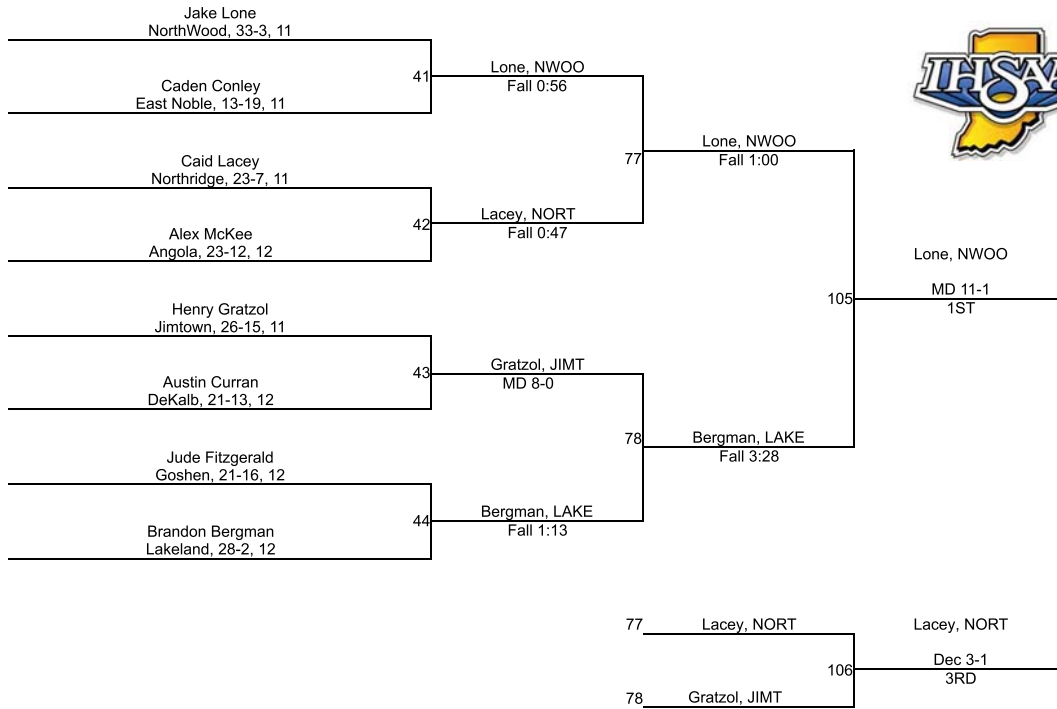 Jake Lone
NorthWood, 33-3, 11
41
Lone, NWOO
Fall 0:56
Caden Conley
East Noble, 13-19, 11
77
Lone, NWOO
Fall 1:00
Caid Lacey
Northridge, 23-7, 11
42
Lacey, NORT
Fall 0:47
Alex McKee
Angola, 23-12, 12
105
Lone, NWOO
MD 11-1
1ST
Henry Gratzol
Jimtown, 26-15, 11
43
Gratzol, JIMT
MD 8-0
Austin Curran
DeKalb, 21-13, 12
78
Bergman, LAKE
Fall 3:28
Jude Fitzgerald
Goshen, 21-16, 12
44
Bergman, LAKE
Fall 1:13
Brandon Bergman
Lakeland, 28-2, 12
77
Lacey, NORT
106
Lacey, NORT
Dec 3-1
3RD
78
Gratzol, JIMT
IHSAA